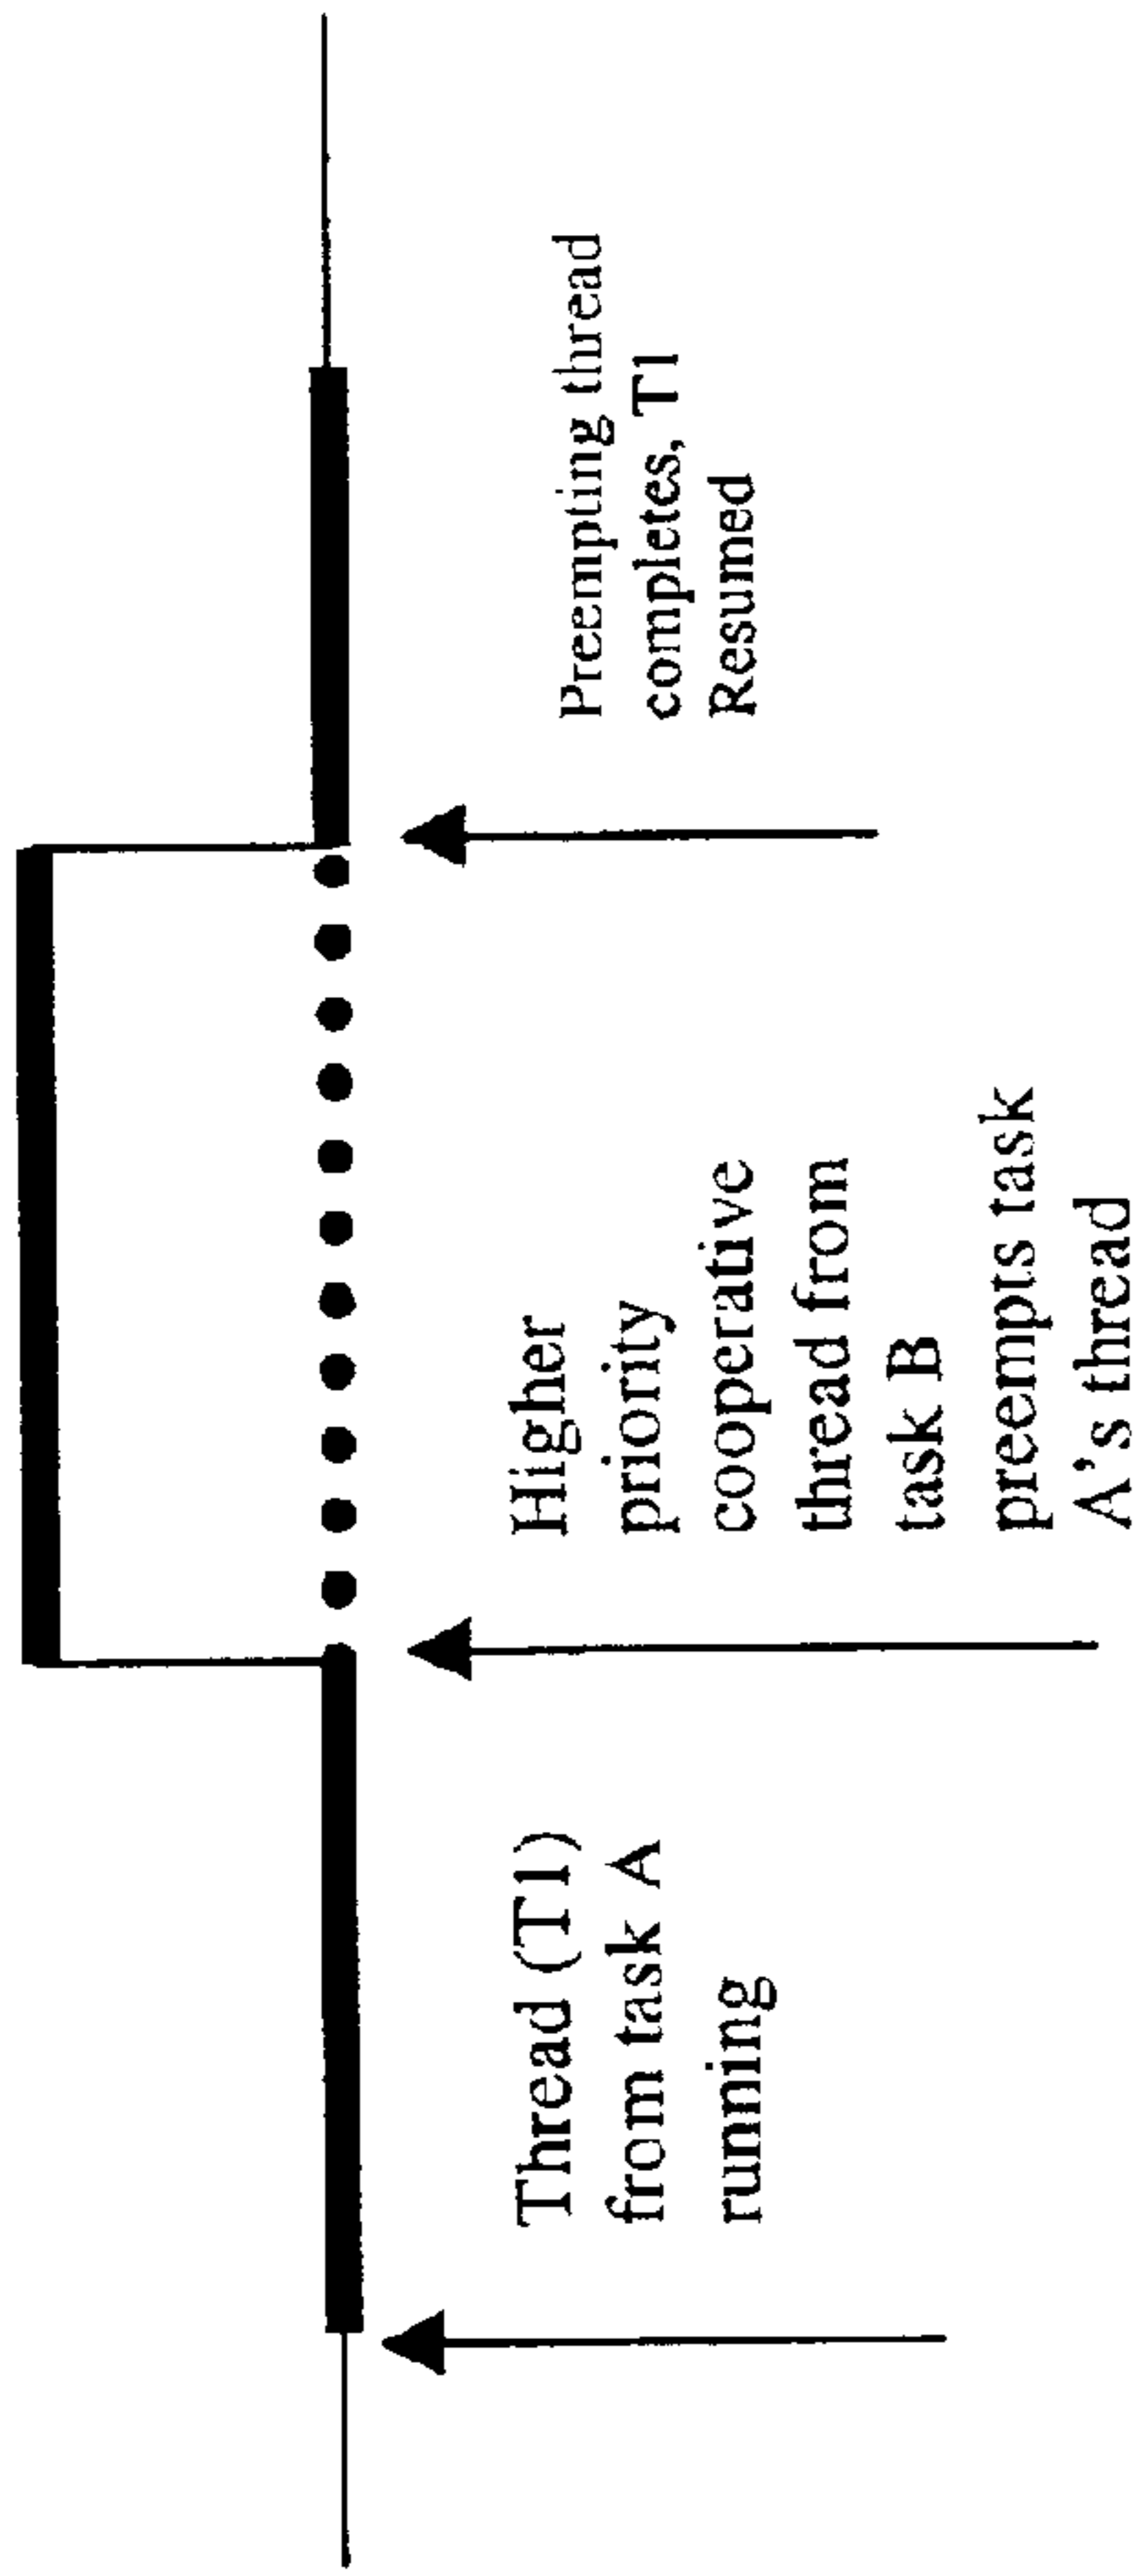 Thread (T1)
from task A
running
Higher
priority
cooperative
thread from
task B
preempts task
A's thread
Preempting thread
completes, T1
Resumed